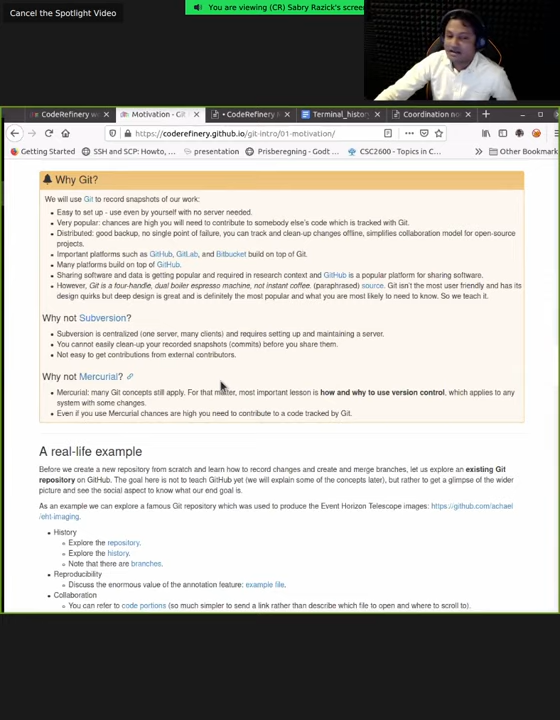 Cancel the Spotlight Video
You are viewing (CR) Sabry Razick's screen
CodeRefinery w
Motivation - Git
• CodeRefinery M
Terminal_history
Coordination no
https://coderefinery.github.io/git-intro/01-motivation/
Getting Started
SSH and SCP: Howto, ...
presentation
Prisberegning - Godt ...
CSC2600 - Topics in C...
Other Bookmark
Why Git?
We will use Git to record snapshots of our work:
Easy to set up - use even by yourself with no server needed.
Very popular: chances are high you will need to contribute to somebody else's code which is tracked with Git.
Distributed: good backup, no single point of failure, you can track and clean-up changes offline, simplifies collaboration model for open-source
projects.
Important platforms such as GitHub, GitLab, and Bitbucket build on top of Git.
Many platforms build on top of GitHub.
Sharing software and data is getting popular and required in research context and GitHub is a popular platform for sharing software.
However, Git is a four-handle, dual boiler espresso machine, not instant coffee. (paraphrased) source. Git isn't the most user friendly and has its
design quirks but deep design is great and is definitely the most popular and what you are most likely to need to know. So we teach it.
Why not Subversion?
Subversion is centralized (one server, many clients) and requires setting up and maintaining a server.
You cannot easily clean-up your recorded snapshots (commits) before you share them.
Not easy to get contributions from external contributors.
Why not Mercurial?
Mercurial: many Git concepts still apply. For that matter, most important lesson is how and why to use version control, which applies to any
system with some changes.
Even if you use Mercurial chances are high you need to contribute to a code tracked by Git.
A real-life example
Before we create a new repository from scratch and learn how to record changes and create and merge branches, let us explore an existing Git
repository on GitHub. The goal here is not to teach GitHub yet (we will explain some of the concepts later), but rather to get a glimpse of the wider
picture and see the social aspect to know what our end goal is.
As an example we can explore a famous Git repository which was used to produce the Event Horizon Telescope images: https://github.com/achael
/eht-imaging.
History
Explore the repository.
Explore the history.
Note that there are branches.
Reproducibility
Discuss the enormous value of the annotation feature: example file.
Collaboration
You can refer to code portions (so much simpler to send a link rather than describe which file to open and where to scroll to).